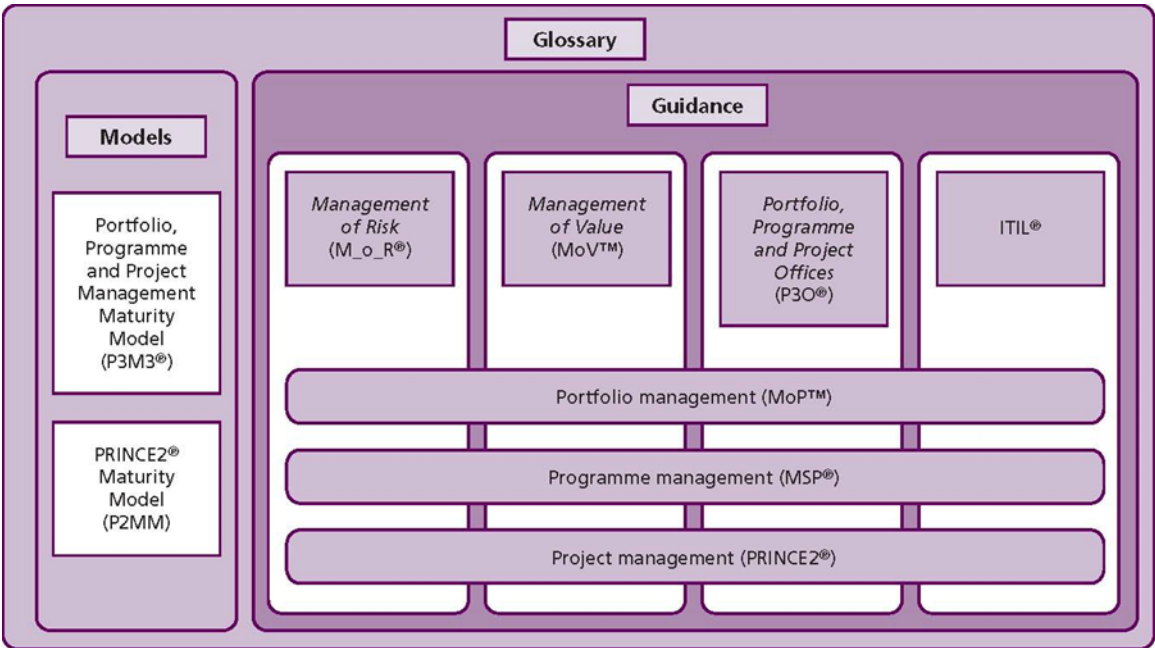 Glossary
Models
Portfolio,
Programme
and Project
Management
Maturity
Model
(P3M3®)
PRINCE2®
Maturity
Model
(P2MM)
Guidance
Management
of Risk
(M_o_R®)
Management
of Value
(MoV™)
Portfolio,
Programme
and Project
Offices
(P3O®)
ITIL®
Portfolio management (MoP™)
Programme management (MSP®)
Project management (PRINCE2®)